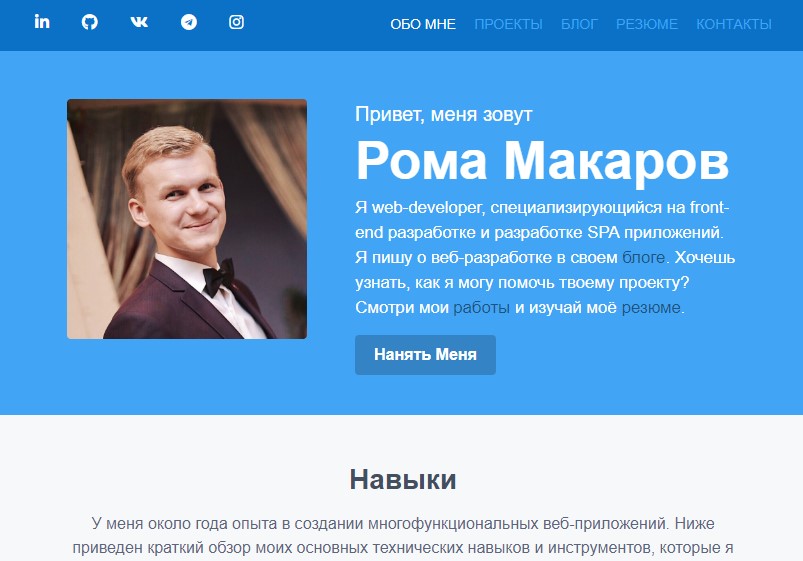 ОБО МНЕ ПРОЕКТЫ БЛОГ РЕЗЮМЕ КОНТАКТЫ
Привет, меня зовут
Рома Макаров
Я web-developer, специализирующийся на front-
end разработке и разработке SPA приложений.
Я пишу о веб-разработке в своем блоге. Хочешь
узнать, как я могу помочь твоему проекту?
Смотри мои работы и изучай моё резюме.
Нанять Меня
Навыки
У меня около года опыта в создании многофункциональных веб-приложений. Ниже
приведен краткий обзор моих основных технических навыков и инструментов, которые я